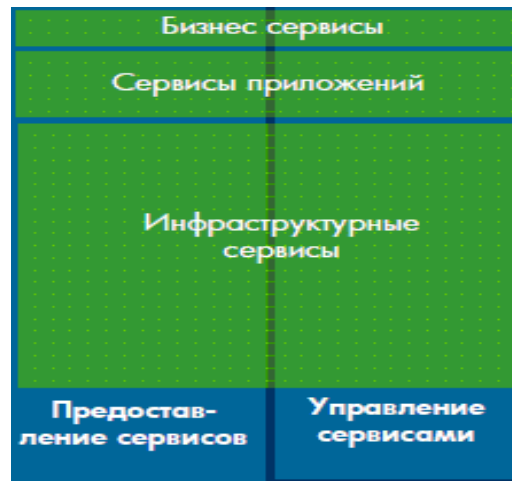 Бизнес сервисы
Сервисы приложений
Инфраструктурные
сервисы
Предостав-
ление сервисов
Управление
сервисами